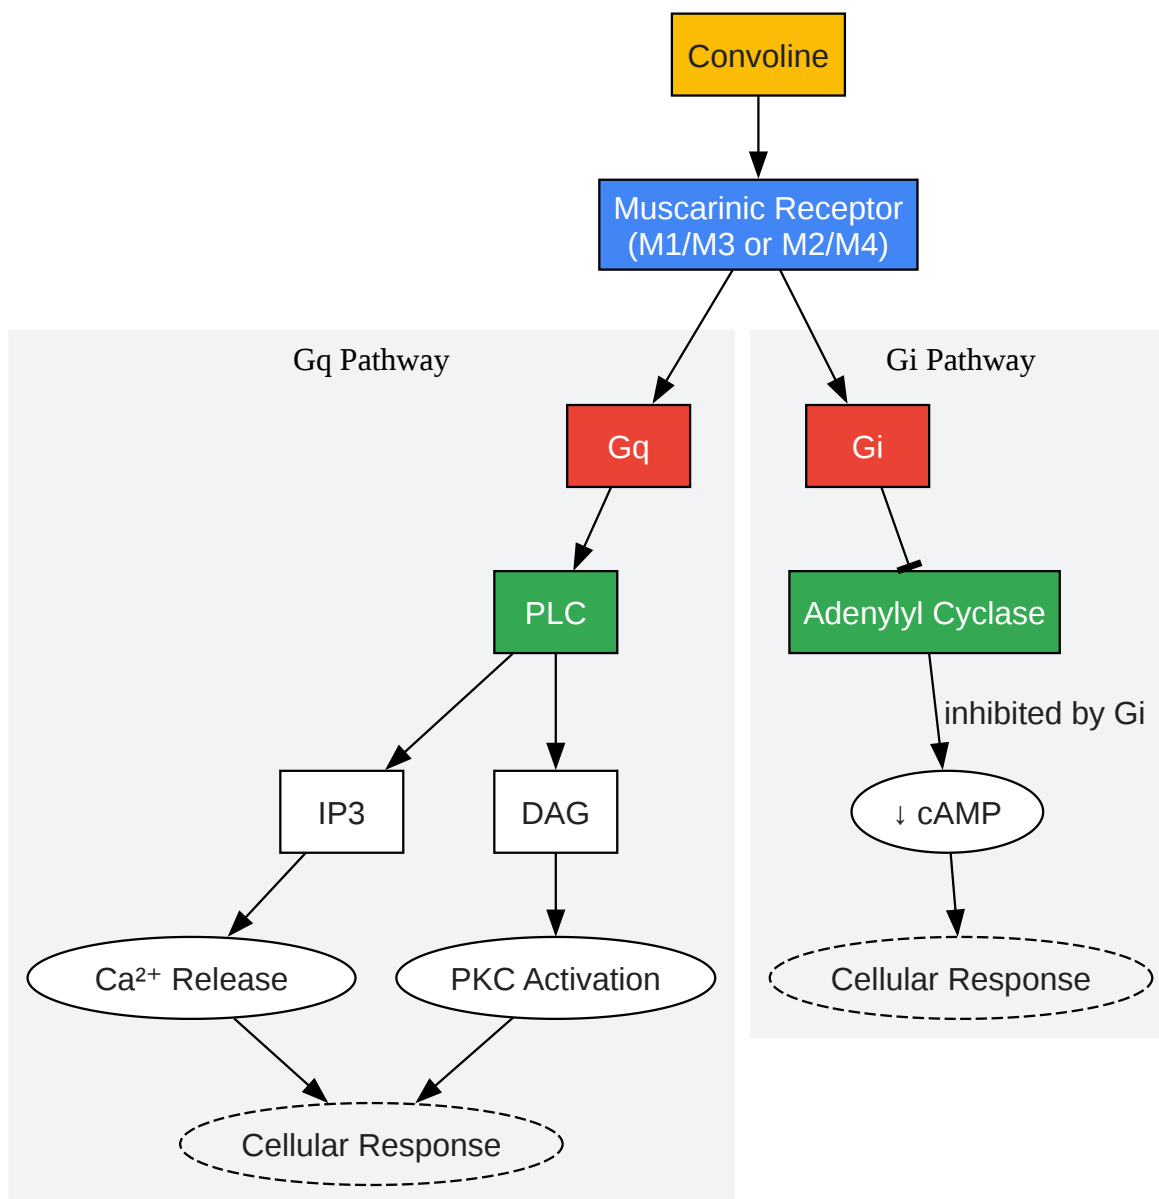 Convoline
Muscarinic Receptor
(M1/M3 or M2/M4)
Gq Pathway
Gi Pathway
Gq
Gi
PLC
Adenylyl Cyclase
inhibited by Gi
IP3
DAG
↓ cAMP
Ca²⁺ Release
PKC Activation
Cellular Response
Cellular Response